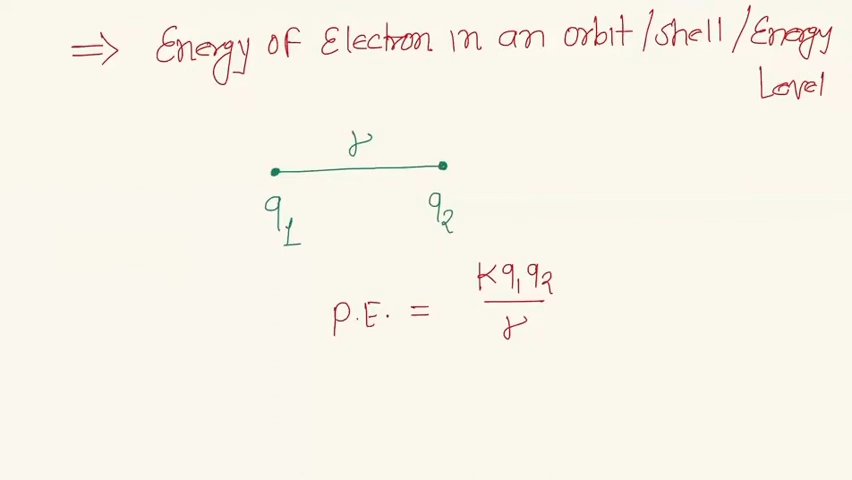 ⇒ Energy of Electron in an orbit/shell/Energy
Level
r
q₁ q₂
P.E. = Kq₁q₂/r